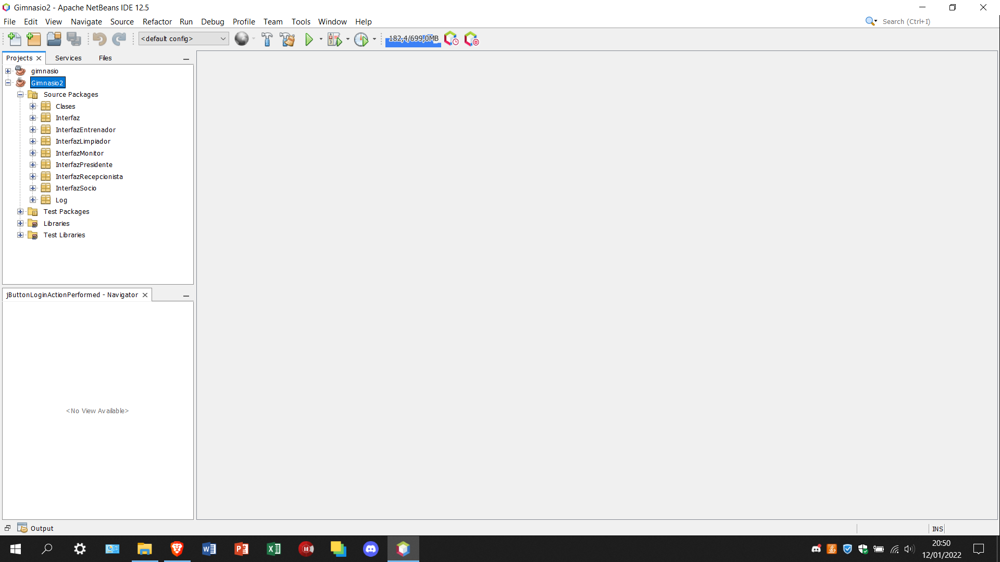 Gimnasio2 - Apache NetBeans IDE 12.5
File Edit View Navigate Source Refactor Run Debug Profile Team Tools Window Help
Search (Ctrl+I)
<default config>
182,4/699,0MB
Projects Services Files
gimnasio
Gimnasio2
Source Packages
Clases
Interfaz
InterfazEntrenador
InterfazLimpiador
InterfazMonitor
InterfazPresidente
InterfazRecepcionista
InterfazSocio
Log
Test Packages
Libraries
Test Libraries
jButtonLoginActionPerformed - Navigator
<No View Available>
Output
INS
20:50
12/01/2022